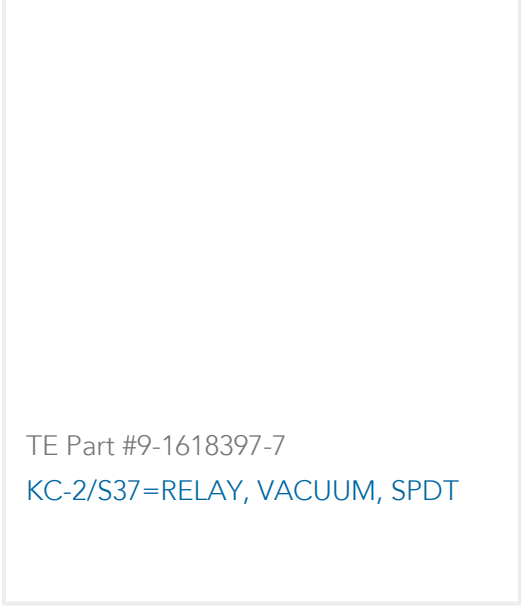 TE Part #9-1618397-7
KC-2/S37=RELAY, VACUUM, SPDT